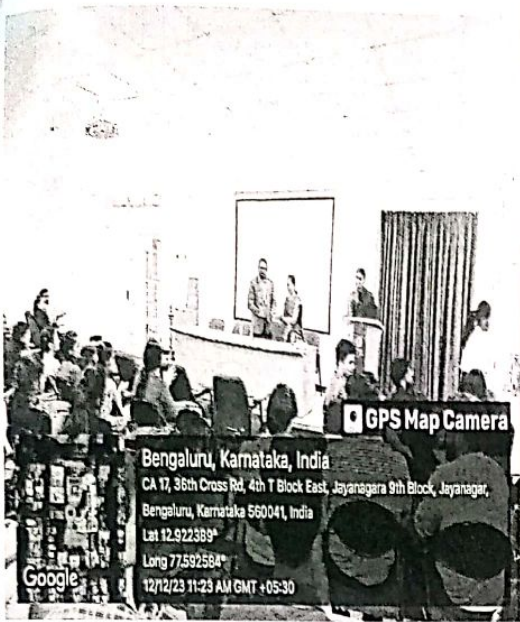 GPS Map Camera
Bengaluru, Karnataka, India
CA 17, 36th Cross Rd, 4th T Block East, Jayanagara 9th Block, Jayanagar,
Bengaluru, Karnataka 560041, India
Lat 12.922389°
Long 77.592584°
12/12/23 11:23 AM GMT +05:30
Google